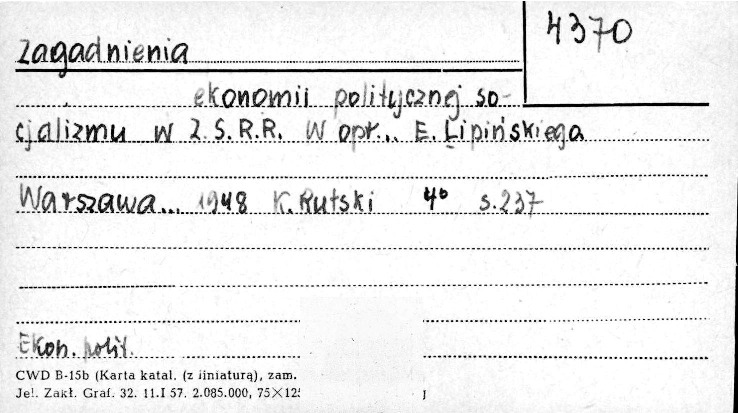 4370
Zagadnienia
ekonomii politycznej so-
cjalizmu w Z.S.R.R. W opr... E. Lipińskiego
Warszawa... 1948 K. Rutski 4° s. 237
Ekon. polit.
CWD B-15b (Karta katal. (z liniaturą), zam.
Jel. Zakł. Graf. 32. 11.I 57. 2.085.000, 75×125
J